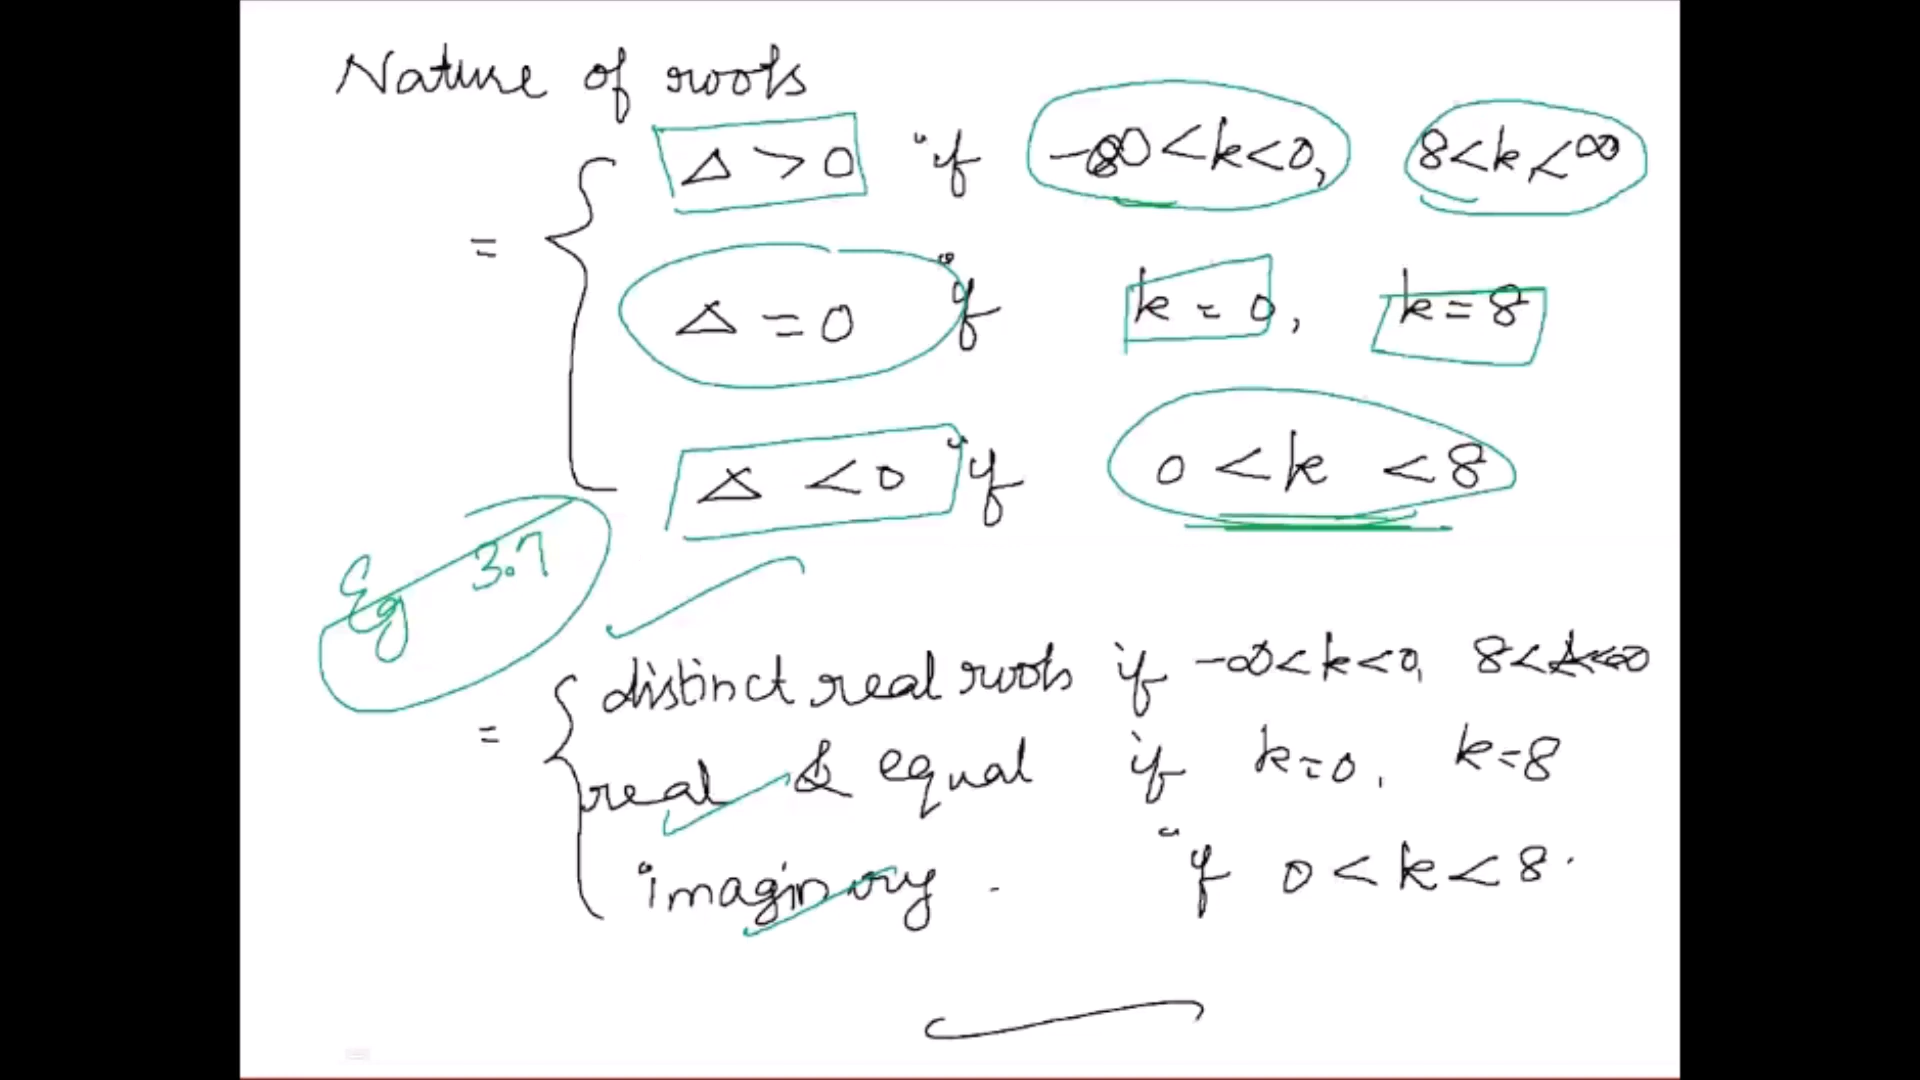 Nature of roots
= { Δ > 0 if -∞ < k < 0, 8 < k < ∞
Δ = 0 if k = 0, k = 8
Δ < 0 if 0 < k < 8
Eg 3.7
= { distinct real roots if -∞ < k < 0, 8 < k < ∞
real & equal if k = 0, k = 8
imaginary. if 0 < k < 8.